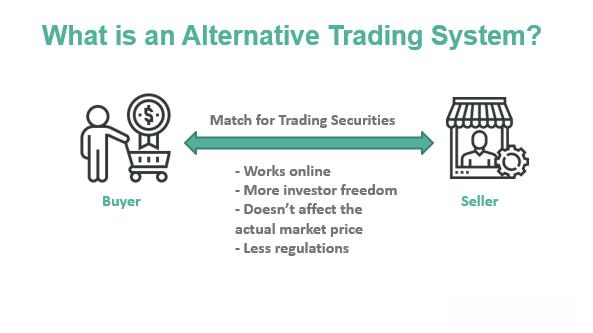 What is an Alternative Trading System?
Match for Trading Securities
- Works online
- More investor freedom
- Doesn't affect the
actual market price
- Less regulations
Buyer
Seller
$